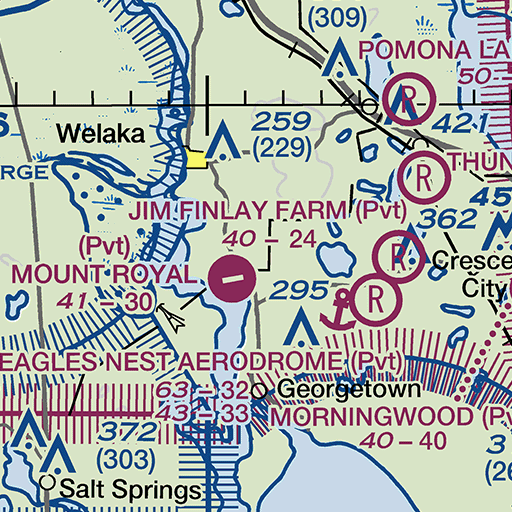 (309)
POMONA LA
50-
R
421
259
(229)
Welaka
S
RGE
THUN
R
45
JIM FINLAY FARM (Pvt)
40 - 24
362
(Pvt)
MOUNT ROYAL
41 - 30
R
Cresce
City
295
R
EAGLES NEST AERODROME (Pvt)
63 - 32
43 - 33
Georgetown
MORNINGWOOD (Pv
40 - 40
372
(303)
3
(26
Salt Springs